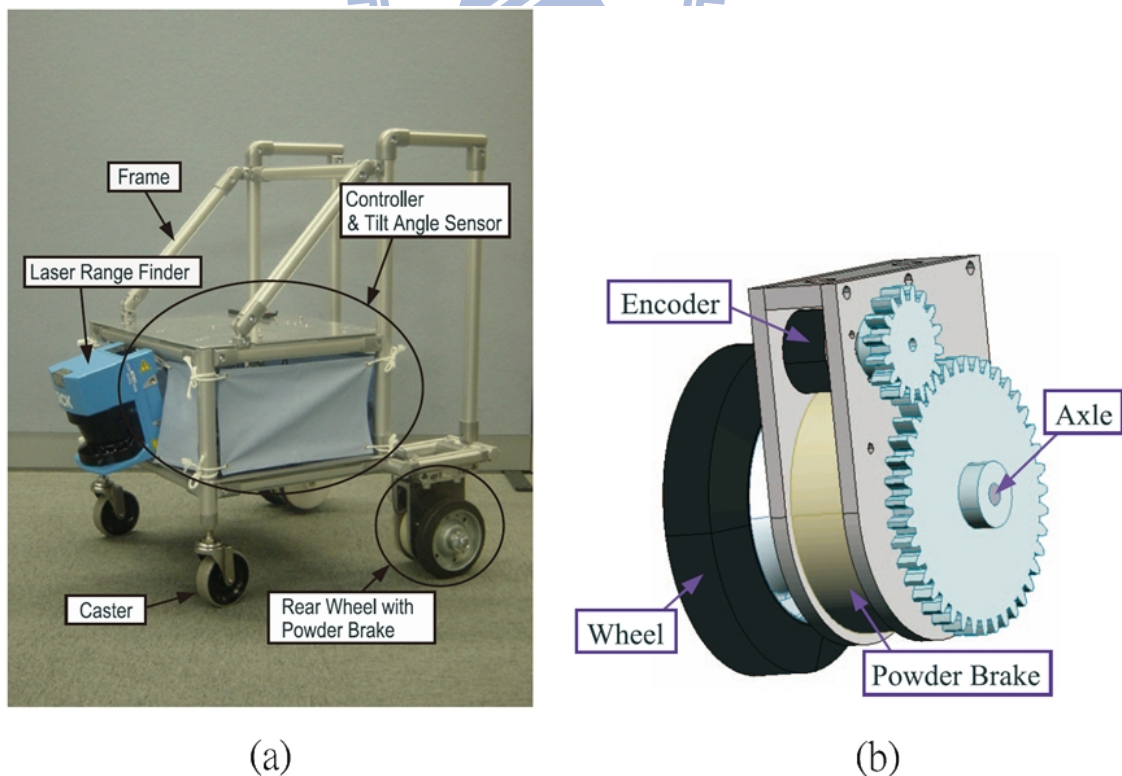 Frame
Controller
& Tilt Angle Sensor
Laser Range Finder
Caster
Rear Wheel with
Powder Brake
Encoder
Axle
Wheel
Powder Brake
(a)
(b)